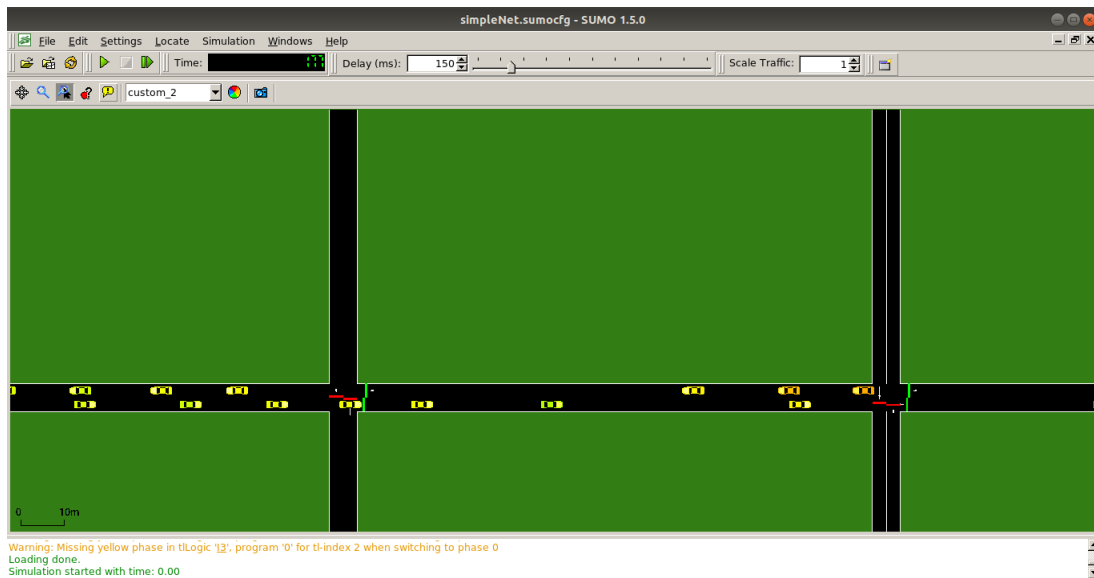 simpleNet.sumocfg - SUMO 1.5.0
File Edit Settings Locate Simulation Windows Help
Time: Delay (ms): 150 Scale Traffic: 1
custom_2
0 10m
Warning: Missing yellow phase in tlLogic 'I3', program '0' for tl-index 2 when switching to phase 0
Loading done.
Simulation started with time: 0.00